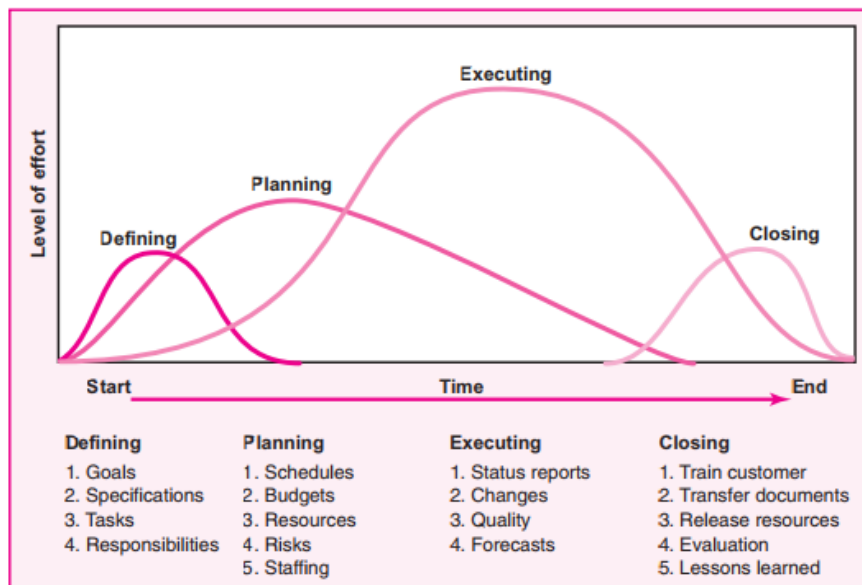 Executing
Planning
Defining
Closing
Level of effort
Start
Time
End
Defining
1. Goals
2. Specifications
3. Tasks
4. Responsibilities
Planning
1. Schedules
2. Budgets
3. Resources
4. Risks
5. Staffing
Executing
1. Status reports
2. Changes
3. Quality
4. Forecasts
Closing
1. Train customer
2. Transfer documents
3. Release resources
4. Evaluation
5. Lessons learned